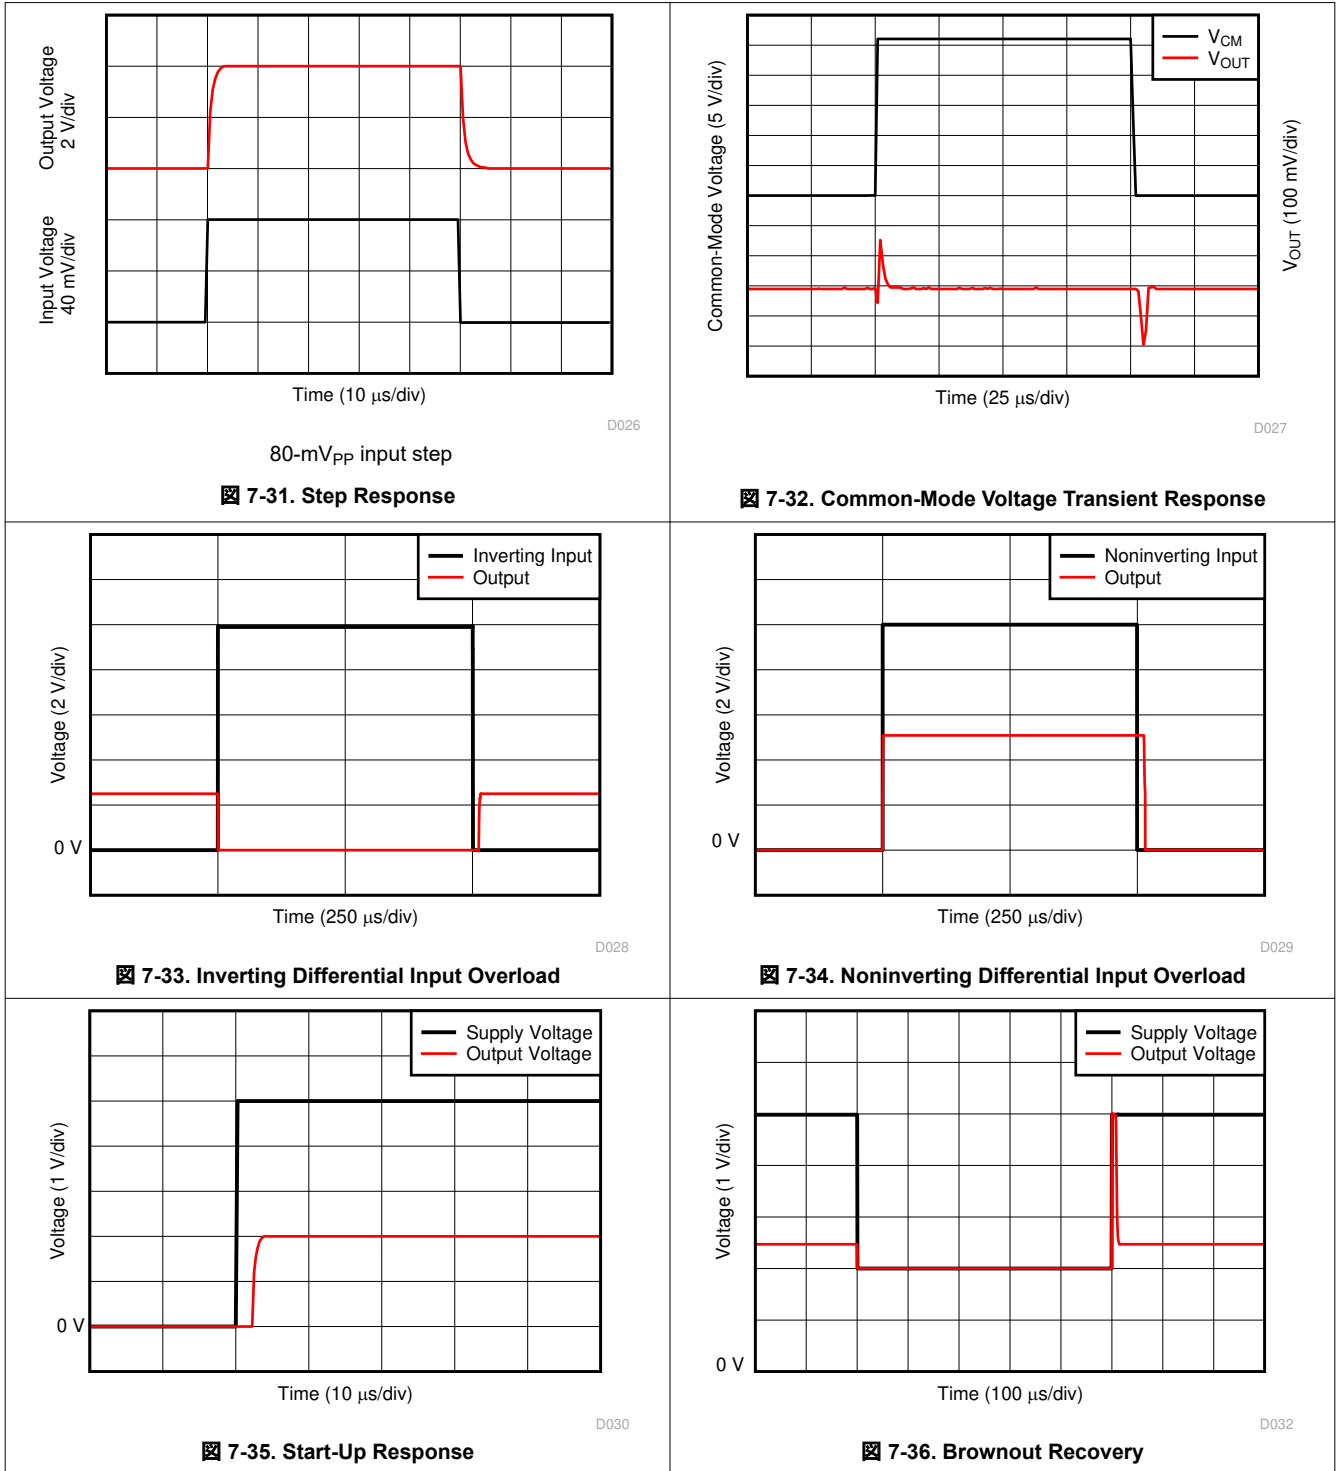 Output Voltage
2 V/div
Input Voltage
40 mV/div
Time (10 µs/div)
D026
80-mVPP input step
図 7-31. Step Response
VCM
VOUT
Common-Mode Voltage (5 V/div)
VOUT (100 mV/div)
Time (25 µs/div)
D027
図 7-32. Common-Mode Voltage Transient Response
Inverting Input
Output
Voltage (2 V/div)
0 V
Time (250 µs/div)
D028
図 7-33. Inverting Differential Input Overload
Noninverting Input
Output
Voltage (2 V/div)
0 V
Time (250 µs/div)
D029
図 7-34. Noninverting Differential Input Overload
Supply Voltage
Output Voltage
Voltage (1 V/div)
0 V
Time (10 µs/div)
D030
図 7-35. Start-Up Response
Supply Voltage
Output Voltage
Voltage (1 V/div)
0 V
Time (100 µs/div)
D032
図 7-36. Brownout Recovery